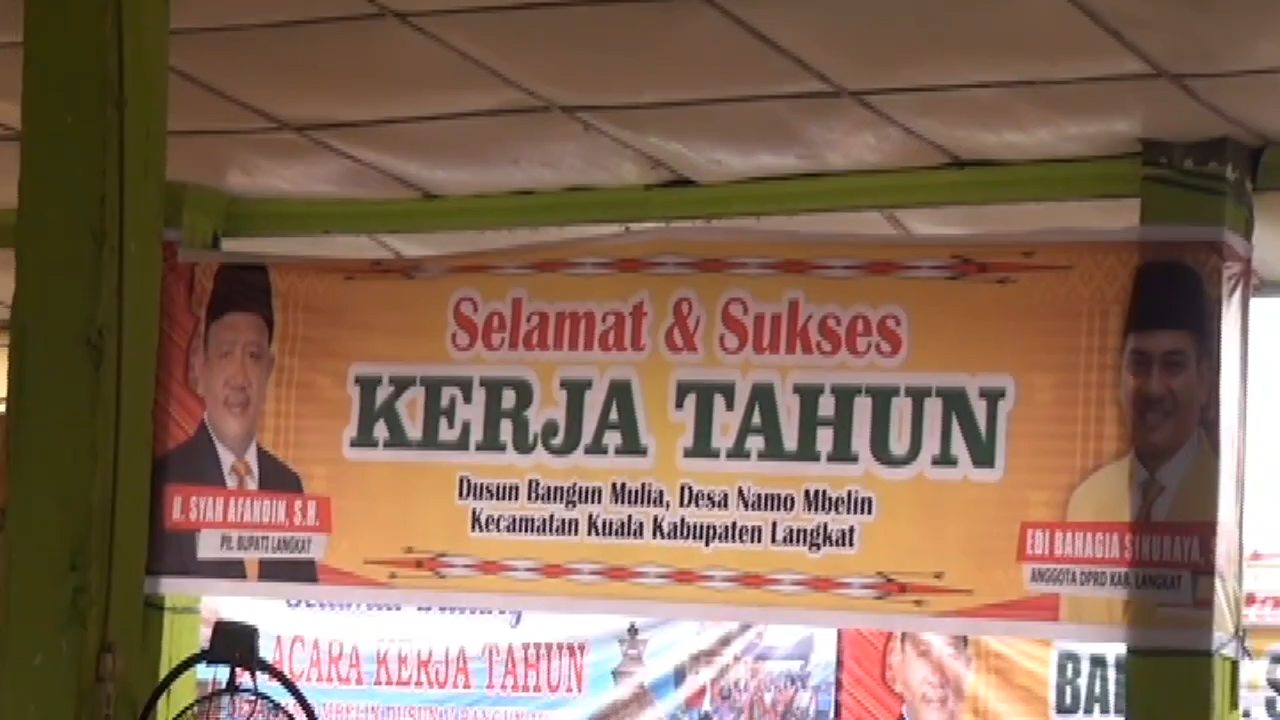 Selamat & Sukses
KERJA TAHUN
Dusun Bangun Mulia, Desa Namo Mbelin
Kecamatan Kuala Kabupaten Langkat
H. SYAH AFANDIN, S.H.
Plt. BUPATI LANGKAT
EDI BAHAGIA SINURAYA,
ANGGOTA DPRD KAB. LANGKAT
ACARA KERJA TAHUN